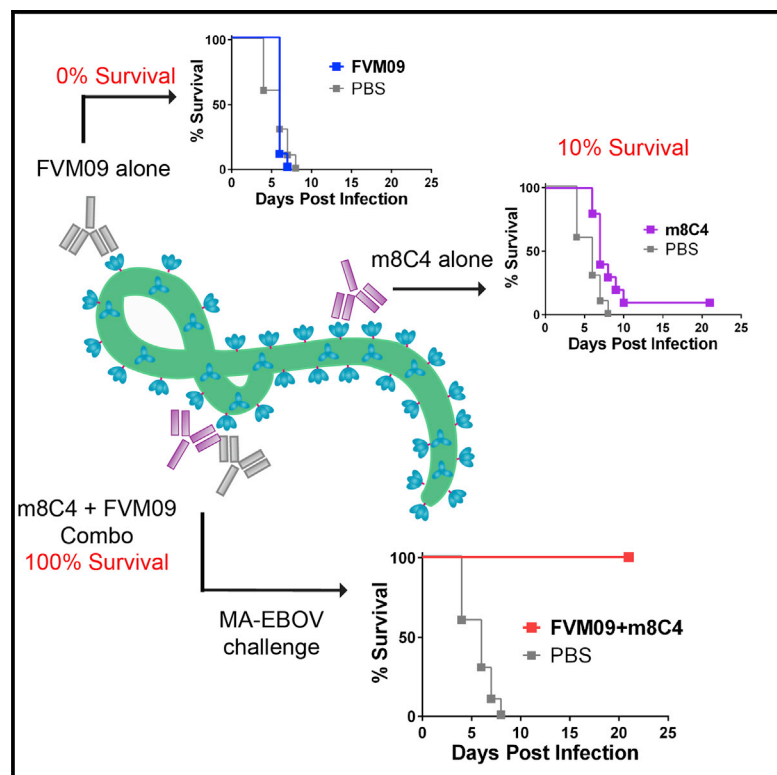 0% Survival
FVM09 alone
% Survival
100
50
0
FVM09
PBS
0 5 10 15 20 25
Days Post Infection
10% Survival
m8C4 alone
% Survival
100
50
0
m8C4
PBS
0 5 10 15 20 25
Days Post Infection
m8C4 + FVM09
Combo
100% Survival
MA-EBOV
challenge
% Survival
100
50
0
FVM09+m8C4
PBS
0 5 10 15 20 25
Days Post Infection